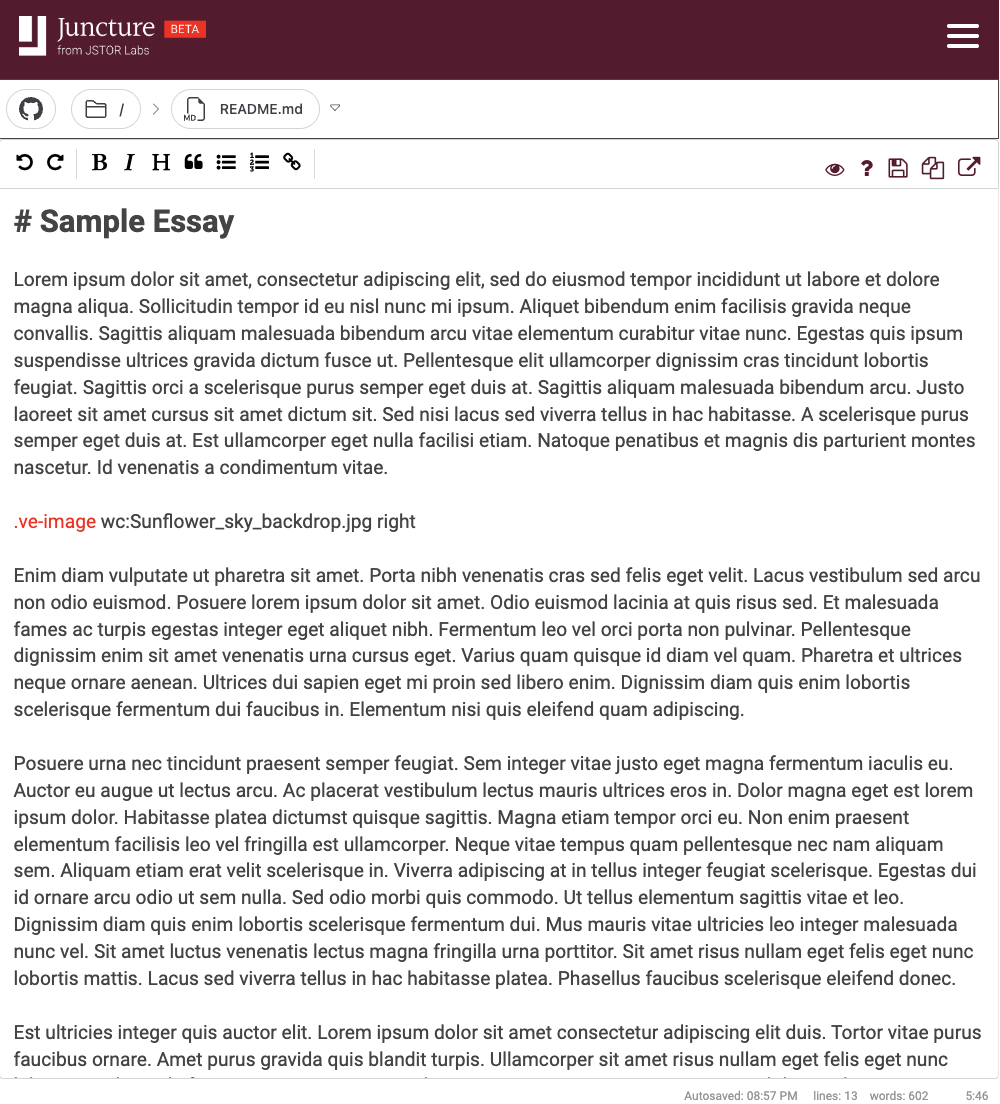 Juncture BETA
from JSTOR Labs
/ MD README.md
B I H
?
# Sample Essay
Lorem ipsum dolor sit amet, consectetur adipiscing elit, sed do eiusmod tempor incididunt ut labore et dolore
magna aliqua. Sollicitudin tempor id eu nisl nunc mi ipsum. Aliquet bibendum enim facilisis gravida neque
convallis. Sagittis aliquam malesuada bibendum arcu vitae elementum curabitur vitae nunc. Egestas quis ipsum
suspendisse ultrices gravida dictum fusce ut. Pellentesque elit ullamcorper dignissim cras tincidunt lobortis
feugiat. Sagittis orci a scelerisque purus semper eget duis at. Sagittis aliquam malesuada bibendum arcu. Justo
laoreet sit amet cursus sit amet dictum sit. Sed nisi lacus sed viverra tellus in hac habitasse. A scelerisque purus
semper eget duis at. Est ullamcorper eget nulla facilisi etiam. Natoque penatibus et magnis dis parturient montes
nascetur. Id venenatis a condimentum vitae.
.ve-image wc:Sunflower_sky_backdrop.jpg right
Enim diam vulputate ut pharetra sit amet. Porta nibh venenatis cras sed felis eget velit. Lacus vestibulum sed arcu
non odio euismod. Posuere lorem ipsum dolor sit amet. Odio euismod lacinia at quis risus sed. Et malesuada
fames ac turpis egestas integer eget aliquet nibh. Fermentum leo vel orci porta non pulvinar. Pellentesque
dignissim enim sit amet venenatis urna cursus eget. Varius quam quisque id diam vel quam. Pharetra et ultrices
neque ornare aenean. Ultrices dui sapien eget mi proin sed libero enim. Dignissim diam quis enim lobortis
scelerisque fermentum dui faucibus in. Elementum nisi quis eleifend quam adipiscing.
Posuere urna nec tincidunt praesent semper feugiat. Sem integer vitae justo eget magna fermentum iaculis eu.
Auctor eu augue ut lectus arcu. Ac placerat vestibulum lectus mauris ultrices eros in. Dolor magna eget est lorem
ipsum dolor. Habitasse platea dictumst quisque sagittis. Magna etiam tempor orci eu. Non enim praesent
elementum facilisis leo vel fringilla est ullamcorper. Neque vitae tempus quam pellentesque nec nam aliquam
sem. Aliquam etiam erat velit scelerisque in. Viverra adipiscing at in tellus integer feugiat scelerisque. Egestas dui
id ornare arcu odio ut sem nulla. Sed odio morbi quis commodo. Ut tellus elementum sagittis vitae et leo.
Dignissim diam quis enim lobortis scelerisque fermentum dui. Mus mauris vitae ultricies leo integer malesuada
nunc vel. Sit amet luctus venenatis lectus magna fringilla urna porttitor. Sit amet risus nullam eget felis eget nunc
lobortis mattis. Lacus sed viverra tellus in hac habitasse platea. Phasellus faucibus scelerisque eleifend donec.
Est ultricies integer quis auctor elit. Lorem ipsum dolor sit amet consectetur adipiscing elit duis. Tortor vitae purus
faucibus ornare. Amet purus gravida quis blandit turpis. Ullamcorper sit amet risus nullam eget felis eget nunc
Autosaved: 08:57 PM lines: 13 words: 602 5:46